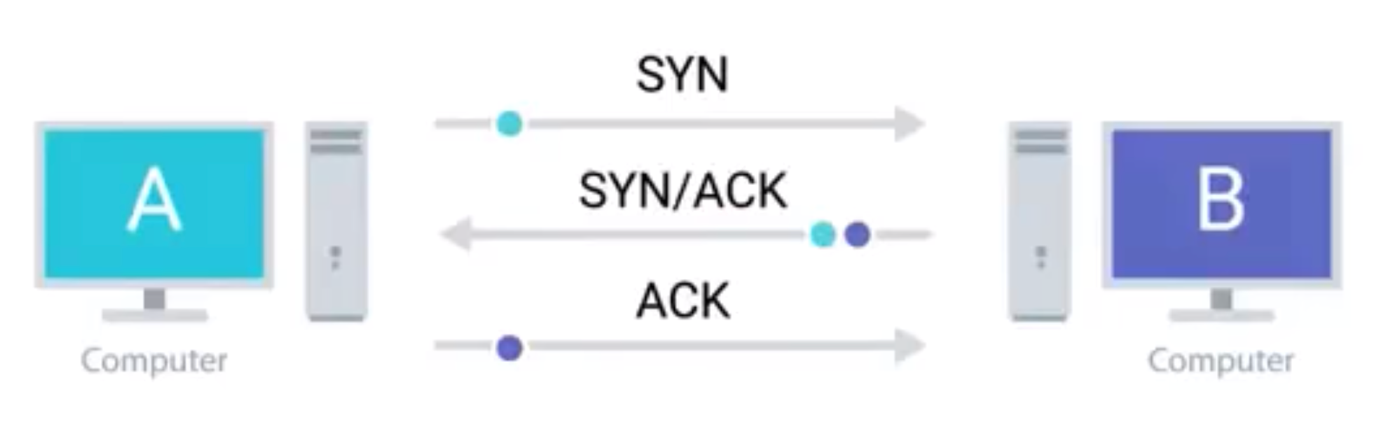 SYN
SYN/ACK
ACK
A
B
Computer
Computer